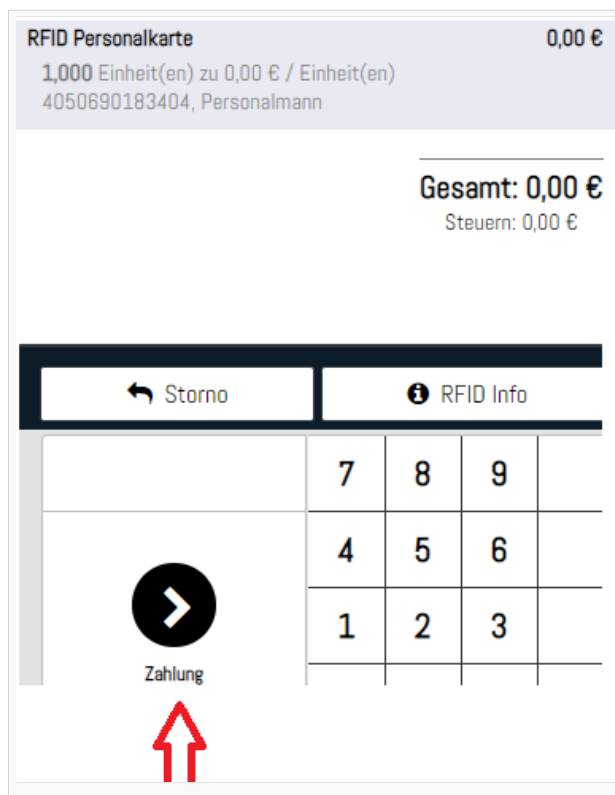 RFID Personalkarte 0,00 €
1,000 Einheit(en) zu 0,00 € / Einheit(en)
4050690183404, Personalmann
Gesamt: 0,00 €
Steuern: 0,00 €
Storno
RFID Info
7 8 9
4 5 6
1 2 3
Zahlung